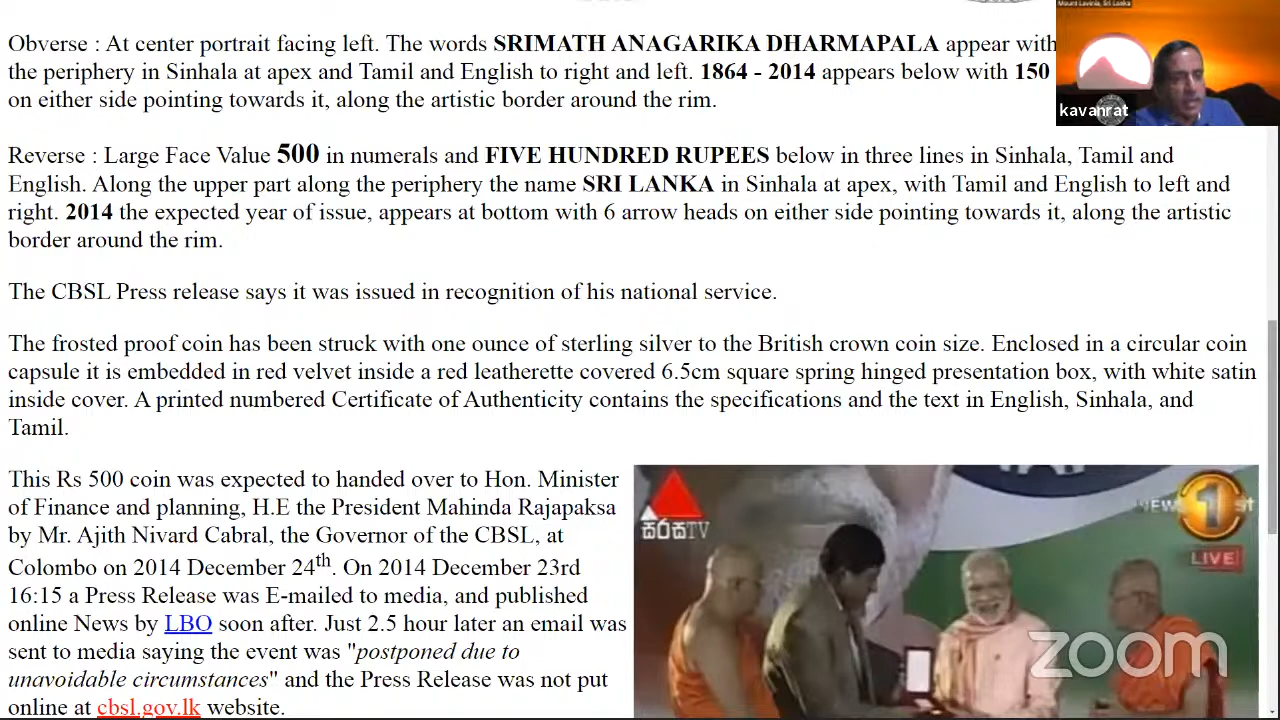 Mount Lavinia, Sri Lanka
kavanrat
Obverse : At center portrait facing left. The words SRIMATH ANAGARIKA DHARMAPALA appear with
the periphery in Sinhala at apex and Tamil and English to right and left. 1864 - 2014 appears below with 150
on either side pointing towards it, along the artistic border around the rim.
Reverse : Large Face Value 500 in numerals and FIVE HUNDRED RUPEES below in three lines in Sinhala, Tamil and
English. Along the upper part along the periphery the name SRI LANKA in Sinhala at apex, with Tamil and English to left and
right. 2014 the expected year of issue, appears at bottom with 6 arrow heads on either side pointing towards it, along the artistic
border around the rim.
The CBSL Press release says it was issued in recognition of his national service.
The frosted proof coin has been struck with one ounce of sterling silver to the British crown coin size. Enclosed in a circular coin
capsule it is embedded in red velvet inside a red leatherette covered 6.5cm square spring hinged presentation box, with white satin
inside cover. A printed numbered Certificate of Authenticity contains the specifications and the text in English, Sinhala, and
Tamil.
This Rs 500 coin was expected to handed over to Hon. Minister
of Finance and planning, H.E the President Mahinda Rajapaksa
by Mr. Ajith Nivard Cabral, the Governor of the CBSL, at
Colombo on 2014 December 24th. On 2014 December 23rd
16:15 a Press Release was E-mailed to media, and published
online News by LBO soon after. Just 2.5 hour later an email was
sent to media saying the event was "postponed due to
unavoidable circumstances" and the Press Release was not put
online at cbsl.gov.lk website.
සිරස TV
NEWS 1st
LIVE
zoom